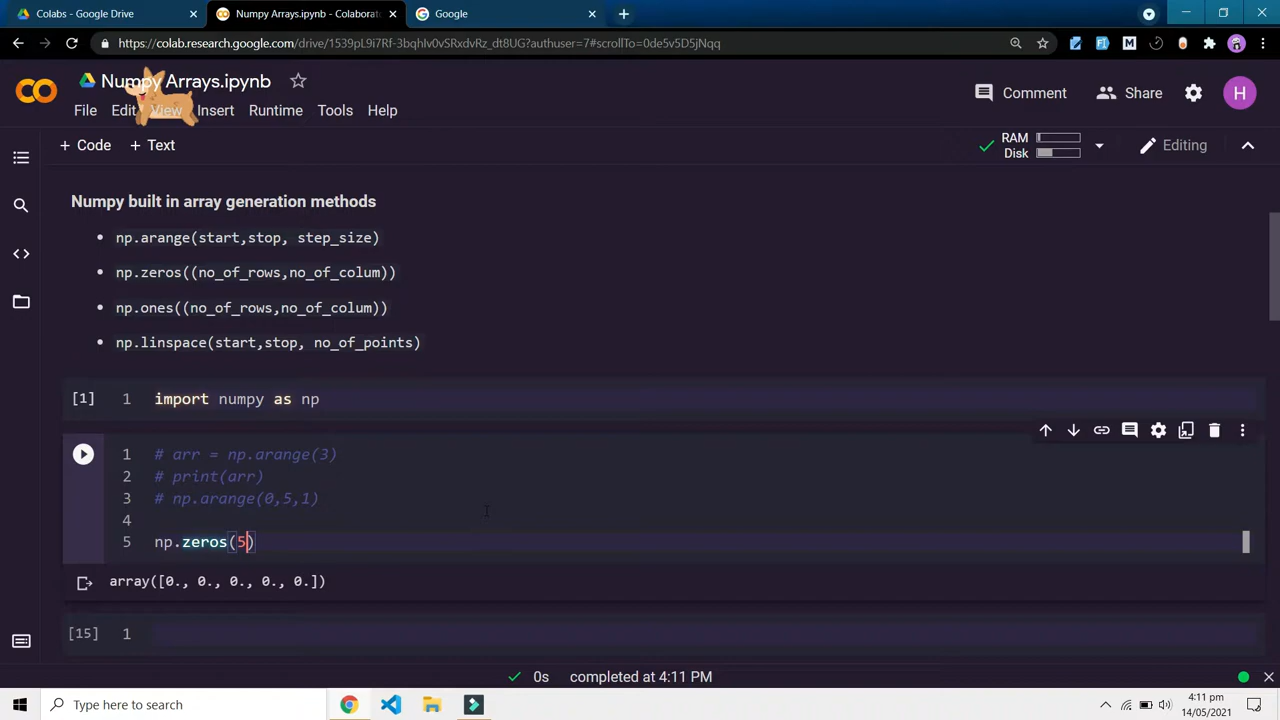 Colabs - Google Drive
Numpy Arrays.ipynb - Colaborato
Google
https://colab.research.google.com/drive/1539pL9i7Rf-3bqhIv0vSRxdvRz_dt8UG?authuser=7#scrollTo=0de5v5D5jNqq
Numpy Arrays.ipynb
File Edit View Insert Runtime Tools Help
Comment Share H
+ Code + Text
RAM
Disk
Editing
Numpy built in array generation methods
• np.arange(start,stop, step_size)
• np.zeros((no_of_rows,no_of_colum))
• np.ones((no_of_rows,no_of_colum))
• np.linspace(start,stop, no_of_points)
[1] 1 import numpy as np
1 # arr = np.arange(3)
2 # print(arr)
3 # np.arange(0,5,1)
4
5 np.zeros(5)
array([0., 0., 0., 0., 0.])
[15] 1
0s completed at 4:11 PM
Type here to search
4:11 pm
14/05/2021